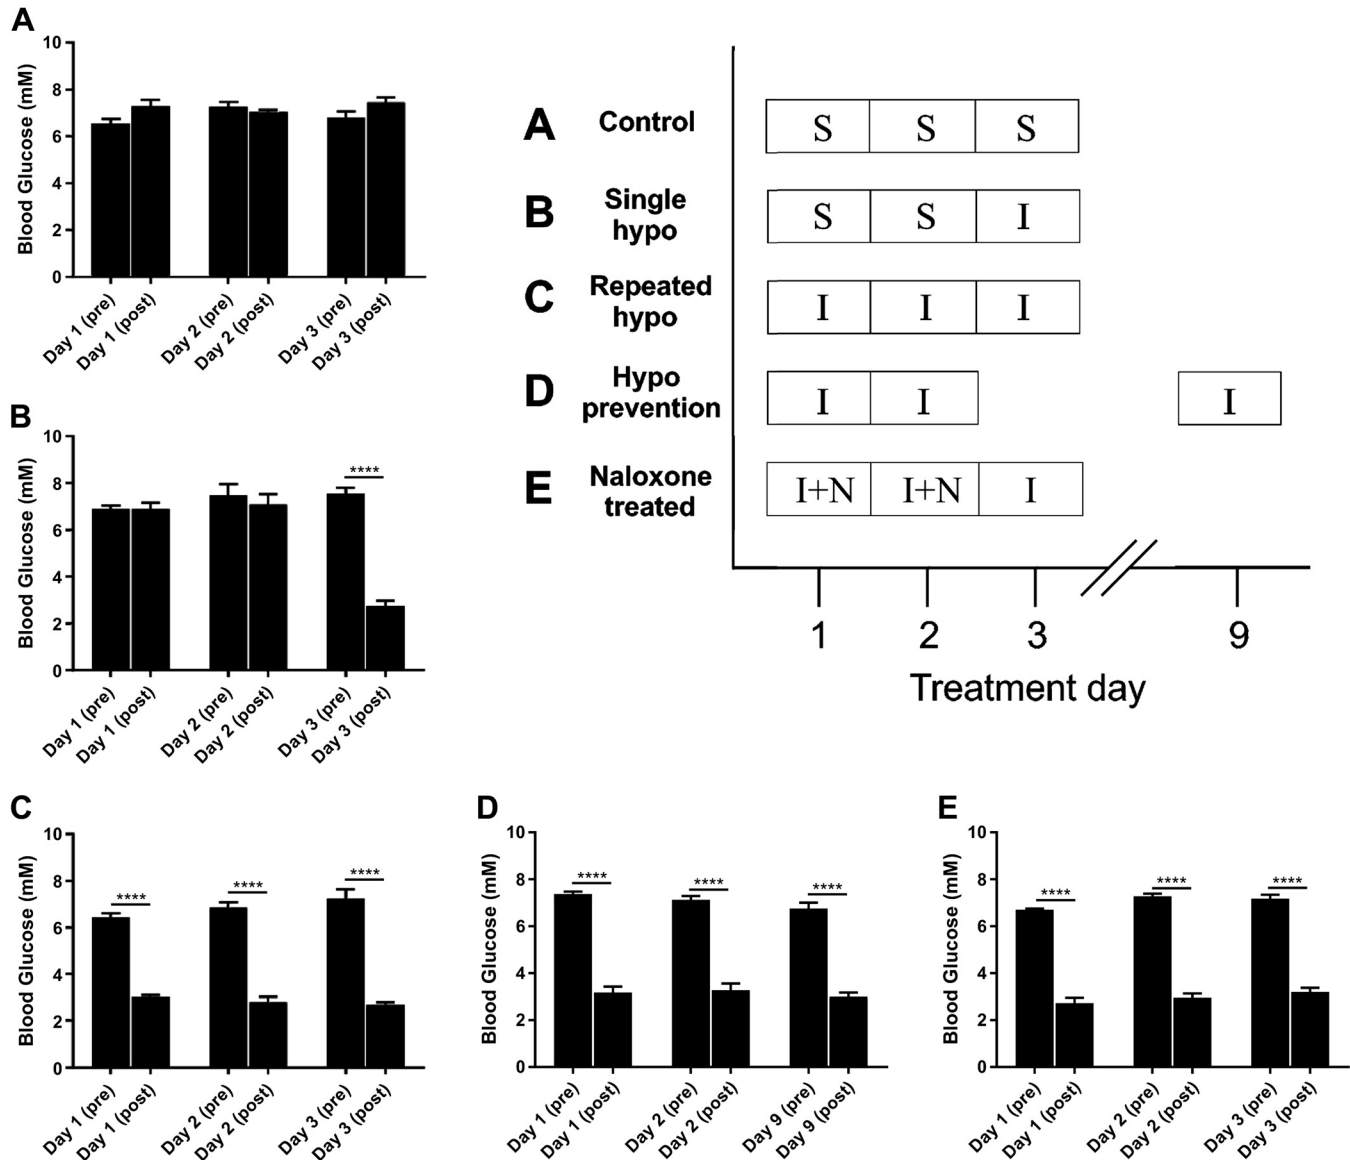 A
10
8
6
4
2
0
Blood Glucose (mM)
Day 1 (pre)
Day 1 (post)
Day 2 (pre)
Day 2 (post)
Day 3 (pre)
Day 3 (post)
A
Control
S
S
S
B
Single
hypo
S
S
I
C
Repeated
hypo
I
I
I
D
Hypo
prevention
I
I
I
E
Naloxone
treated
I+N
I+N
I
1
2
3
9
Treatment day
B
10
8
6
4
2
0
Blood Glucose (mM)
****
Day 1 (pre)
Day 1 (post)
Day 2 (pre)
Day 2 (post)
Day 3 (pre)
Day 3 (post)
C
10
8
6
4
2
0
Blood Glucose (mM)
****
****
****
Day 1 (pre)
Day 1 (post)
Day 2 (pre)
Day 2 (post)
Day 3 (pre)
Day 3 (post)
D
10
8
6
4
2
0
Blood Glucose (mM)
****
****
****
Day 1 (pre)
Day 1 (post)
Day 2 (pre)
Day 2 (post)
Day 9 (pre)
Day 9 (post)
E
10
8
6
4
2
0
Blood Glucose (mM)
****
****
****
Day 1 (pre)
Day 1 (post)
Day 2 (pre)
Day 2 (post)
Day 3 (pre)
Day 3 (post)